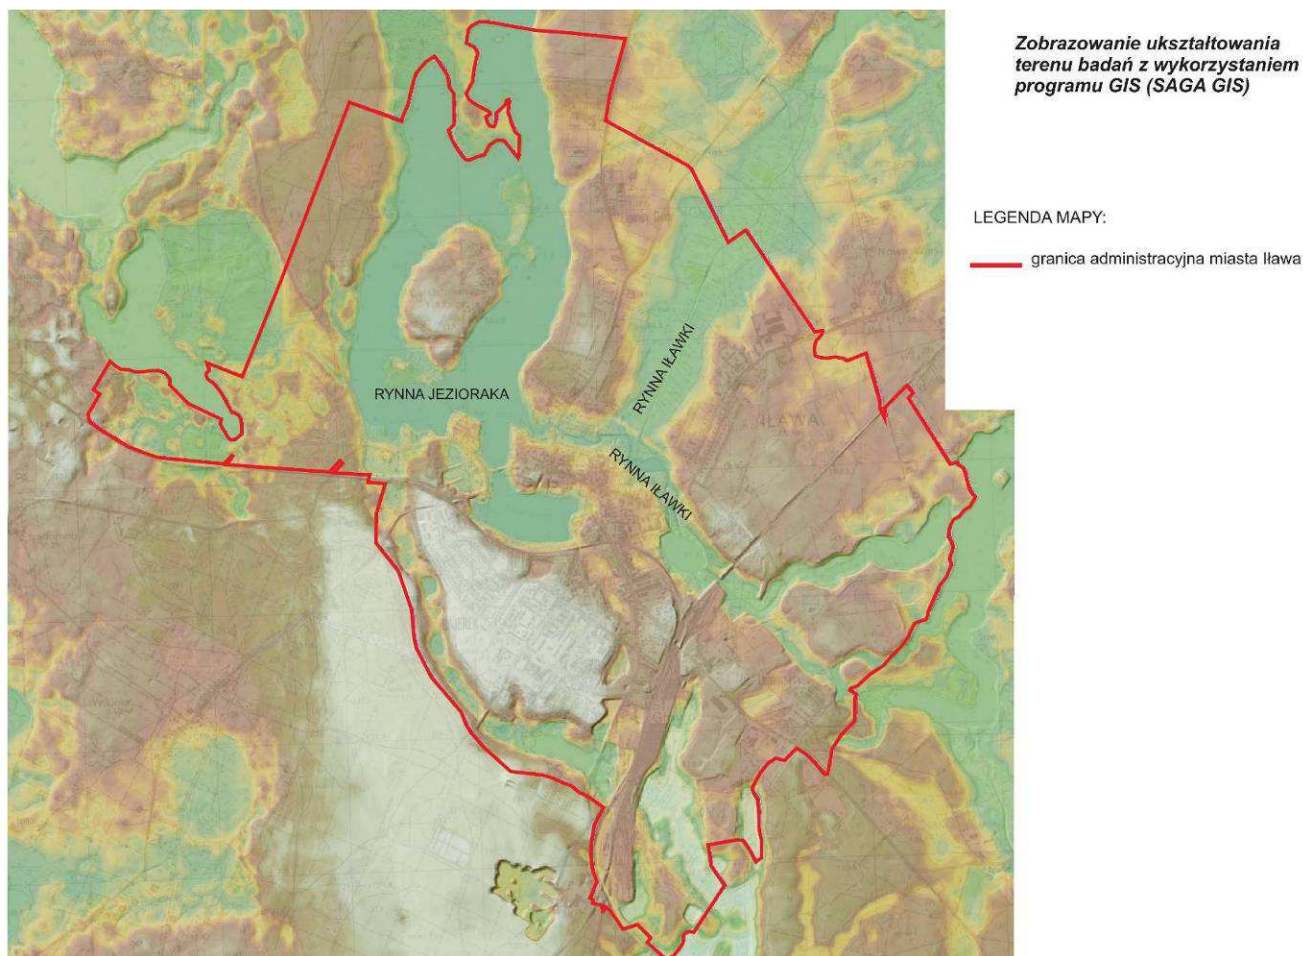 Zobrazowanie ukształtowania
terenu badań z wykorzystaniem
programu GIS (SAGA GIS)
LEGENDA MAPY:
granica administracyjna miasta Iława
RYNNA JEZIORAKA
RYNNA IŁAWKI
RYNNA IŁAWKI
IŁAWA